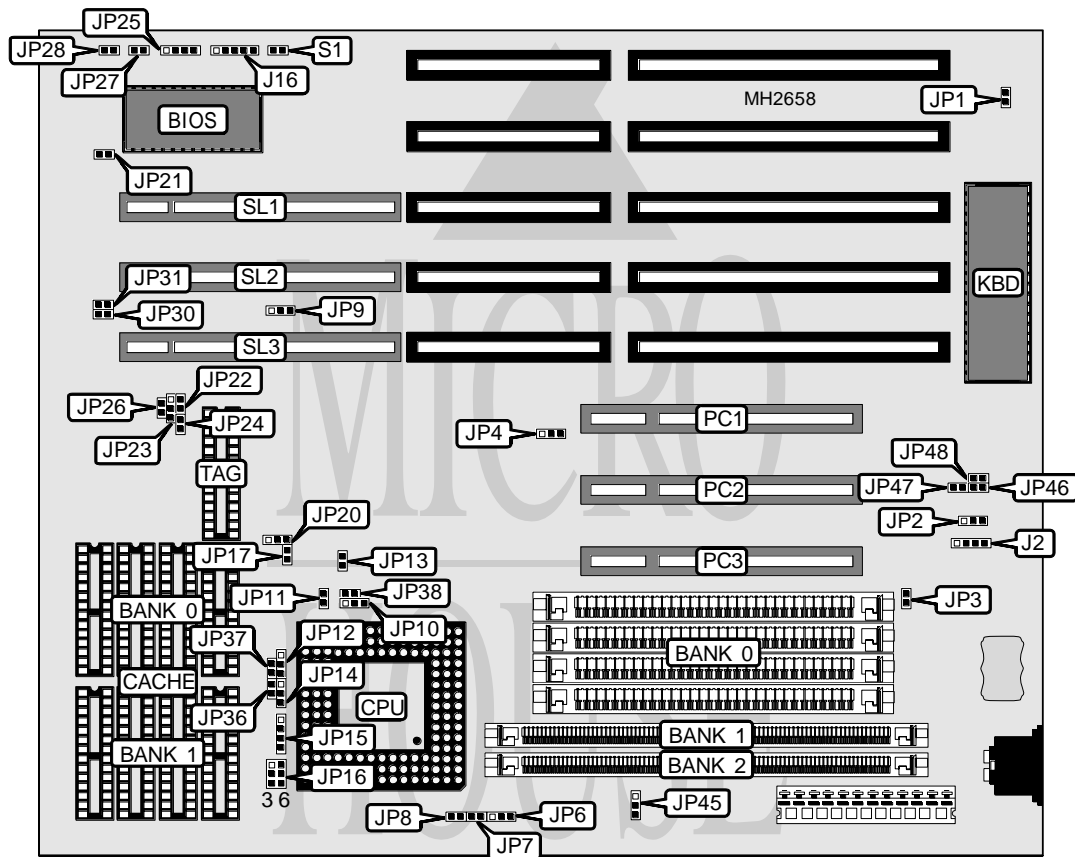 JP25
JP28
S1
JP27
J16
MH2658
JP1
BIOS
JP21
SL1
SL2
KBD
JP31
JP30
JP9
SL3
JP22
JP26
JP24
JP23
PC1
JP4
TAG
JP48
PC2
JP47
JP46
JP20
JP2
JP17
JP13
J2
PC3
JP11
JP38
JP3
BANK 0
JP10
JP12
JP37
BANK 0
CACHE
JP14
JP36
CPU
JP15
BANK 1
BANK 1
BANK 2
JP16
3 6
JP45
JP8
JP6
JP7
MICRO
HOUSE